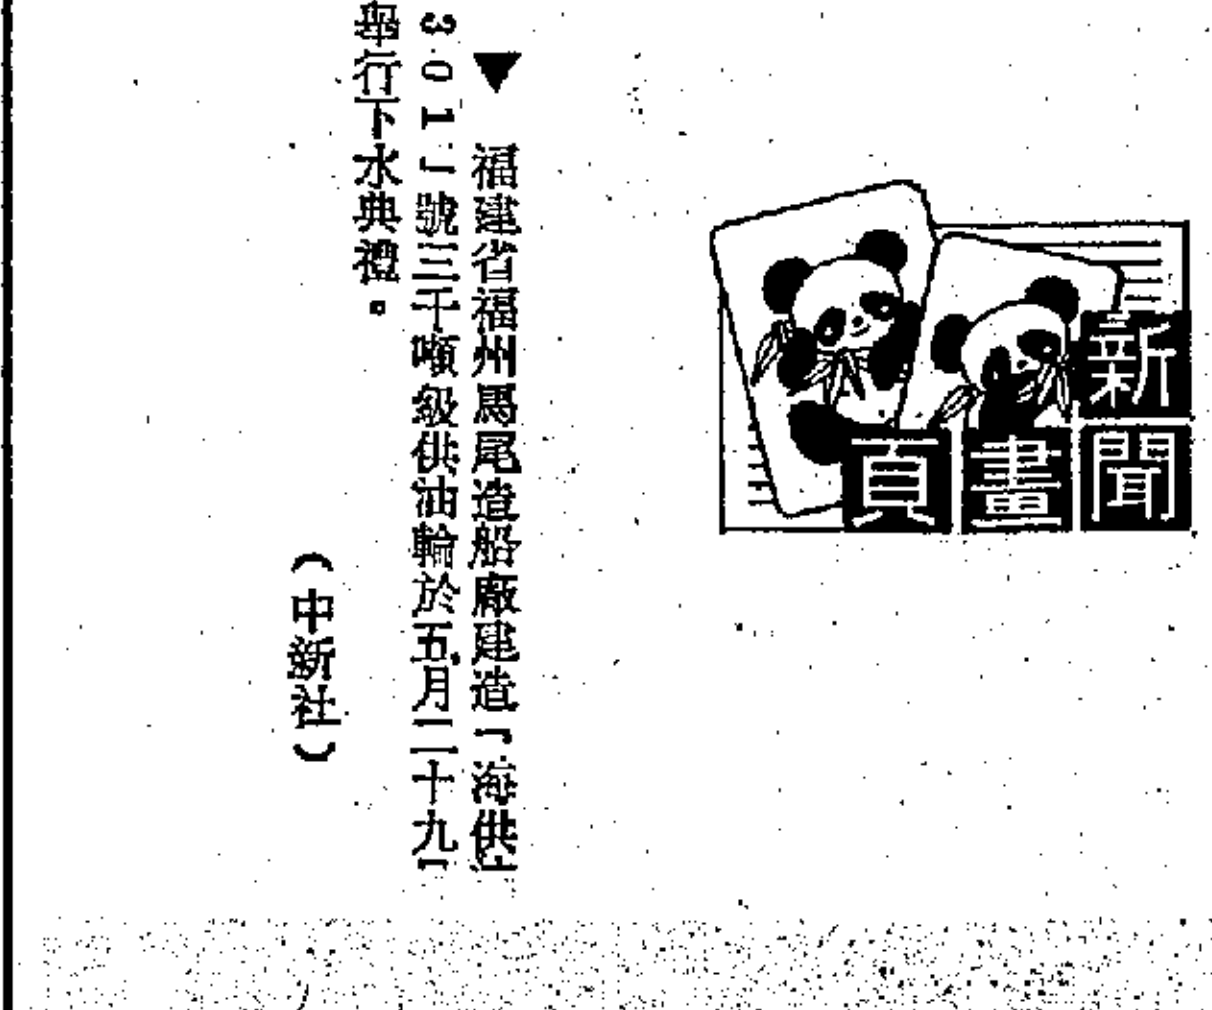 新聞
畫頁
▼ 福建省福州馬尾造船廠建造「海供
301」號三千噸級供油輪於五月二十九
舉行下水典禮。
(中新社)